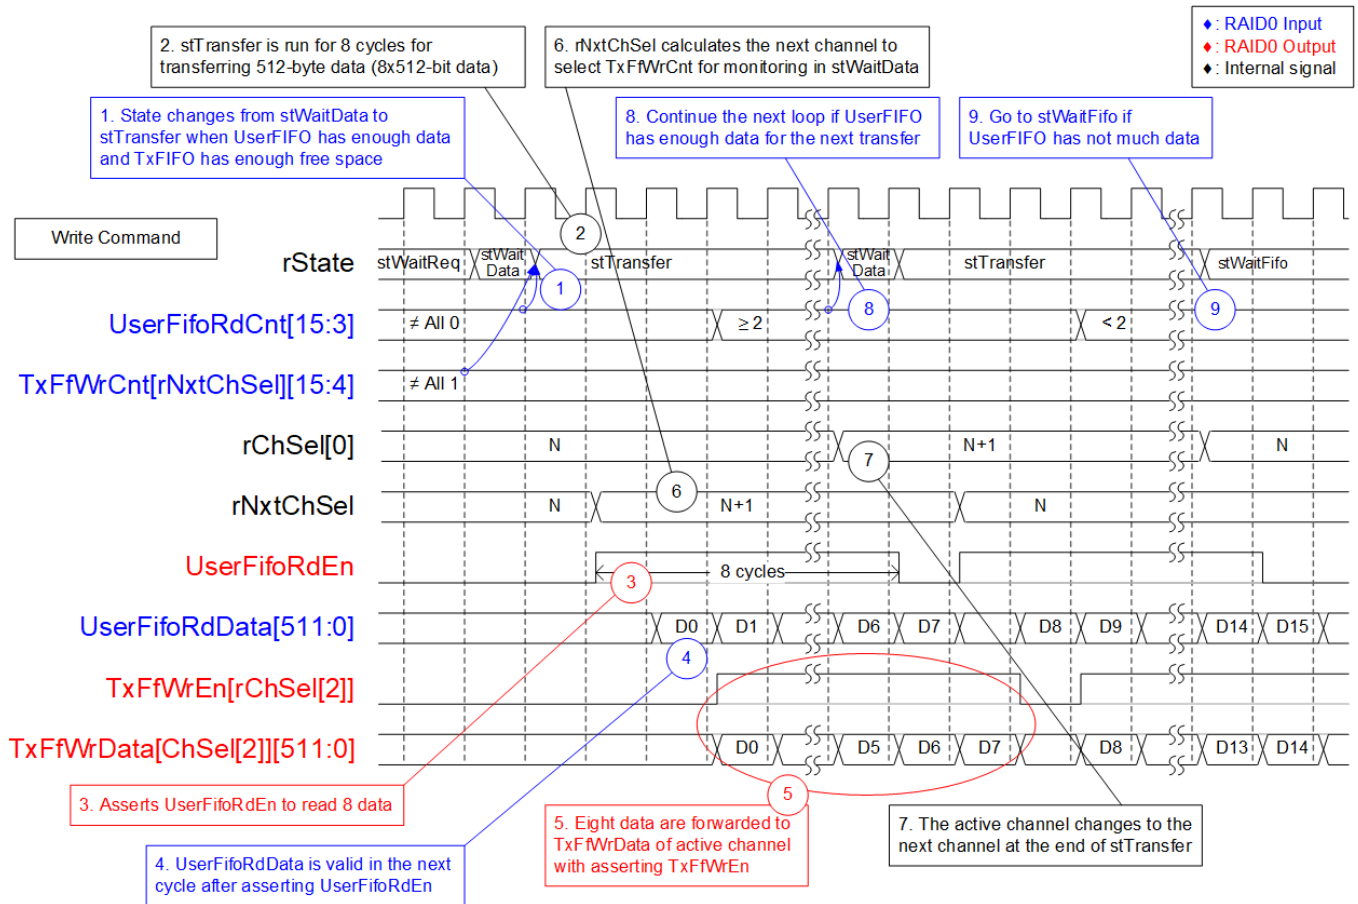 ♦: RAID0 Input
♦: RAID0 Output
♦: Internal signal
2. stTransfer is run for 8 cycles for
transferring 512-byte data (8x512-bit data)
6. rNxtChSel calculates the next channel to
select TxFfWrCnt for monitoring in stWaitData
1. State changes from stWaitData to
stTransfer when UserFIFO has enough data
and TxFIFO has enough free space
8. Continue the next loop if UserFIFO
has enough data for the next transfer
9. Go to stWaitFifo if
UserFIFO has not much data
Write Command
2
rState
stWaitReq
stWait
Data
stTransfer
stWait
Data
stTransfer
stWaitFifo
1
8
9
UserFifoRdCnt[15:3]
≠ All 0
≥ 2
< 2
TxFfWrCnt[rNxtChSel][15:4]
≠ All 1
rChSel[0]
N
N+1
N
7
rNxtChSel
N
6
N+1
N
UserFifoRdEn
3
8 cycles
UserFifoRdData[511:0]
D0
D1
D6
D7
D8
D9
D14
D15
4
TxFfWrEn[rChSel[2]]
TxFfWrData[ChSel[2]][511:0]
D0
D5
D6
D7
D8
D13
D14
5
3. Asserts UserFifoRdEn to read 8 data
4. UserFifoRdData is valid in the next
cycle after asserting UserFifoRdEn
5. Eight data are forwarded to
TxFfWrData of active channel
with asserting TxFfWrEn
7. The active channel changes to the
next channel at the end of stTransfer